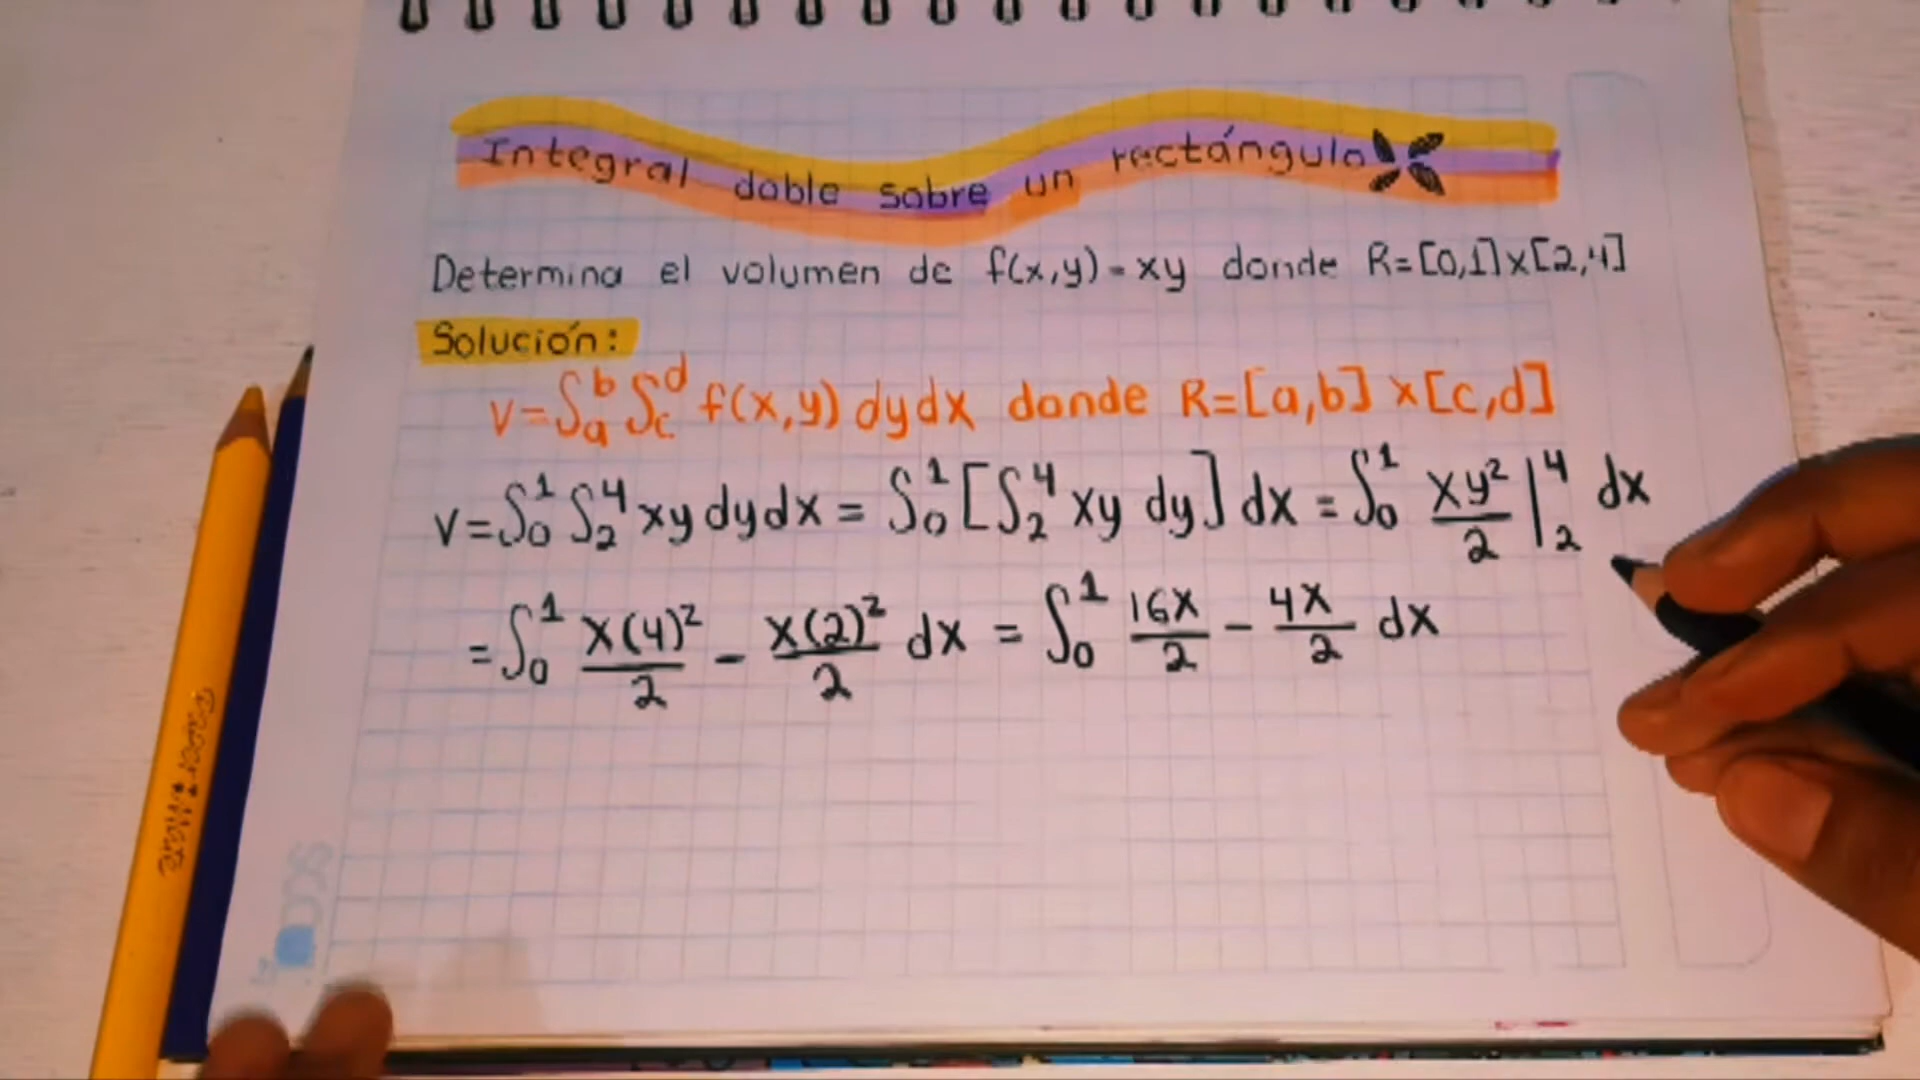 Integral doble sobre un rectángulo
Determina el volumen de f(x,y)=xy donde R=[0,1]x[2,4]
Solución:
V=∫_a^b ∫_c^d f(x,y) dydx donde R=[a,b]x[c,d]
V=∫_0^1 ∫_2^4 xy dydx = ∫_0^1 [∫_2^4 xy dy] dx = ∫_0^1 xy²/2 |_2^4 dx
=∫_0^1 x(4)²/2 - x(2)²/2 dx = ∫_0^1 16x/2 - 4x/2 dx